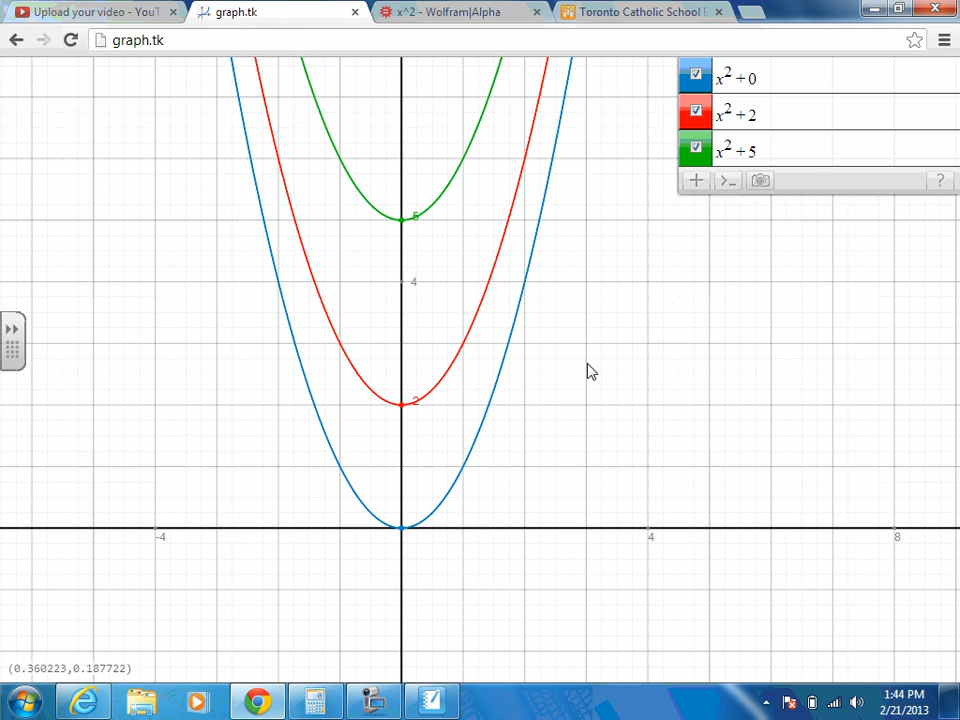 Upload your video - YouT
graph.tk
x^2 - Wolfram|Alpha
Toronto Catholic School E
graph.tk
x² + 0
x² + 2
x² + 5
+ >_ ?
5
4
2
-4 4 8
(0.360223,0.187722)
1:44 PM
2/21/2013